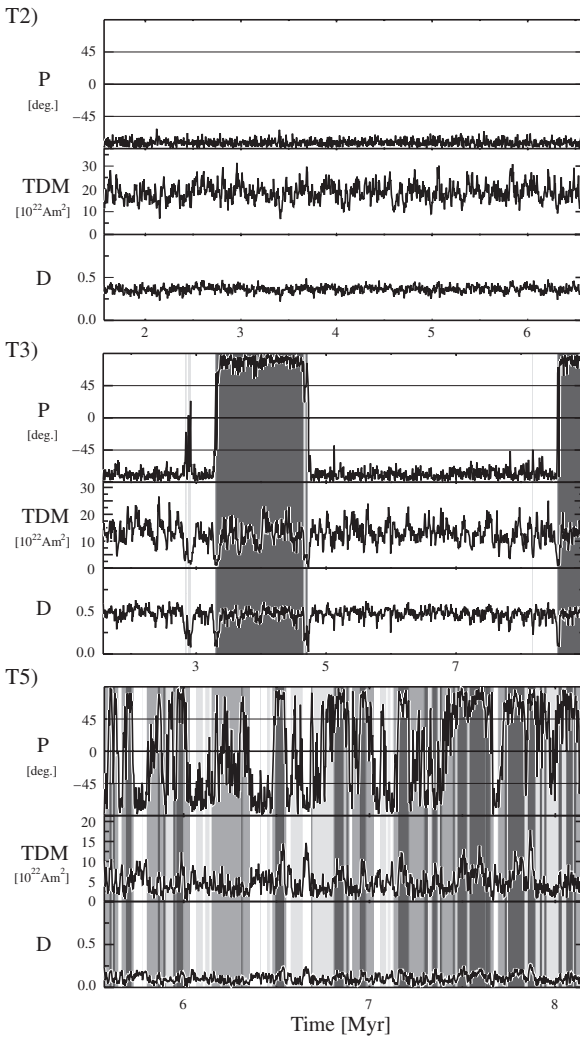 T2)
45
P 0
[deg.]
−45
30
TDM 20
[10²²Am²] 10
0
D 0.5
0.0
2 3 4 5 6
T3)
45
P 0
[deg.]
−45
30
TDM 20
[10²²Am²] 10
0
D 0.5
0.0
3 5 7
T5)
45
P 0
[deg.]
−45
20
15
TDM 10
[10²²Am²] 5
0
D 0.5
0.0
6 7 8
Time [Myr]